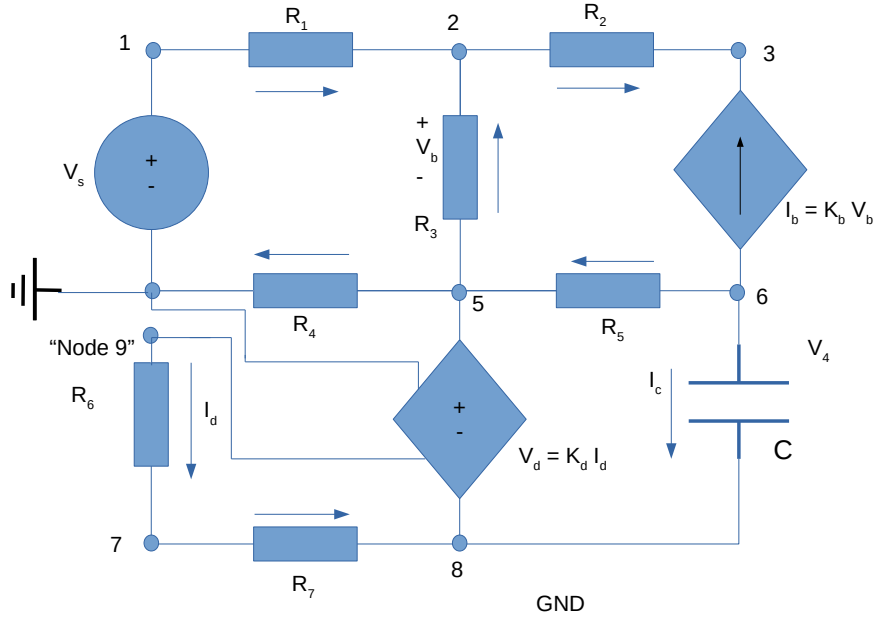 1
R1
2
R2
3
+
-
Vs
+
Vb
-
R3
Ib = Kb Vb
5
6
R4
R5
“Node 9”
R6
Id
+
-
Vd = Kd Id
Ic
V4
C
7
R7
8
GND